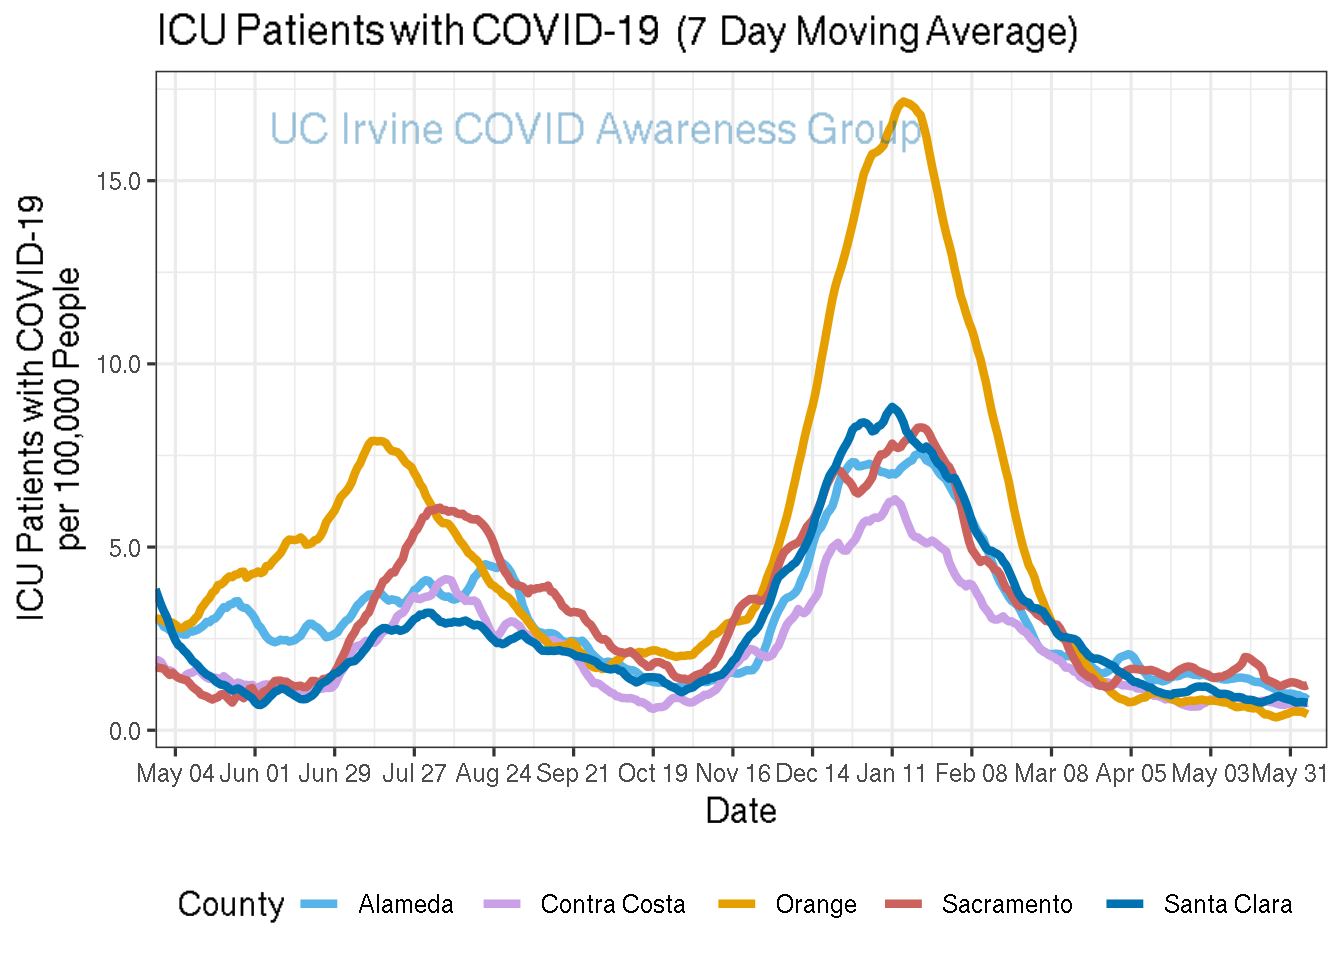 ICU Patients with COVID-19 (7 Day Moving Average)
UC Irvine COVID Awareness Group
ICU Patients with COVID-19
per 100,000 People
15.0
10.0
5.0
0.0
May 04 Jun 01 Jun 29 Jul 27 Aug 24 Sep 21 Oct 19 Nov 16 Dec 14 Jan 11 Feb 08 Mar 08 Apr 05 May 03 May 31
Date
County Alameda Contra Costa Orange Sacramento Santa Clara